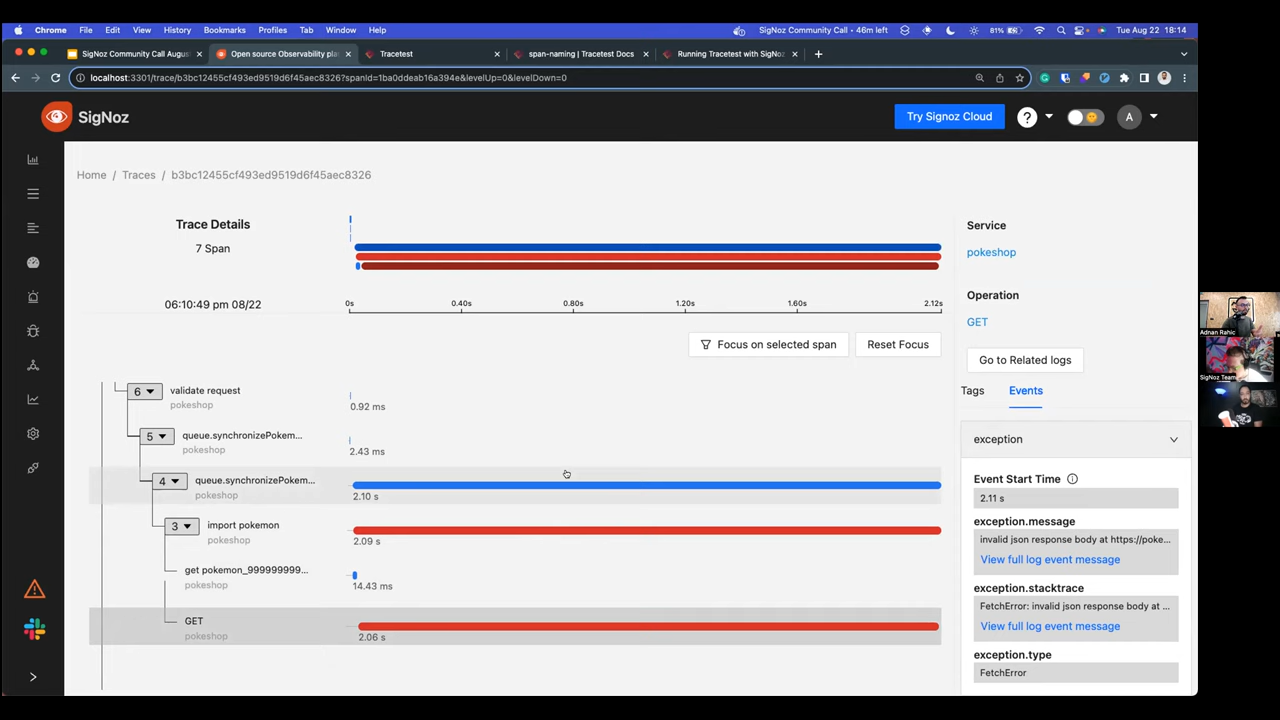 Chrome File Edit View History Bookmarks Profiles Tab Window Help
SigNoz Community Call - 46m left 81% Tue Aug 22 18:14
SigNoz Community Call Augus
Open source Observability pla
Tracetest
span-naming | Tracetest Docs
Running Tracetest with SigNoz
localhost:3301/trace/b3bc12455cf493ed9519d6f45aec8326?spanId=1ba0ddeab16a394e&levelUp=0&levelDown=0
SigNoz
Try Signoz Cloud
A
Home / Traces / b3bc12455cf493ed9519d6f45aec8326
Trace Details
7 Span
06:10:49 pm 08/22
0s 0.40s 0.80s 1.20s 1.60s 2.12s
Focus on selected span
Reset Focus
6 validate request
pokeshop
0.92 ms
5 queue.synchronizePokem...
pokeshop
2.43 ms
4 queue.synchronizePokem...
pokeshop
2.10 s
3 import pokemon
pokeshop
2.09 s
get pokemon_999999999...
pokeshop
14.43 ms
GET
pokeshop
2.06 s
Service
pokeshop
Operation
GET
Go to Related logs
Tags Events
exception
Event Start Time
2.11 s
exception.message
invalid json response body at https://poke...
View full log event message
exception.stacktrace
FetchError: invalid json response body at ...
View full log event message
exception.type
FetchError
Adnan Rahic
SigNoz Team